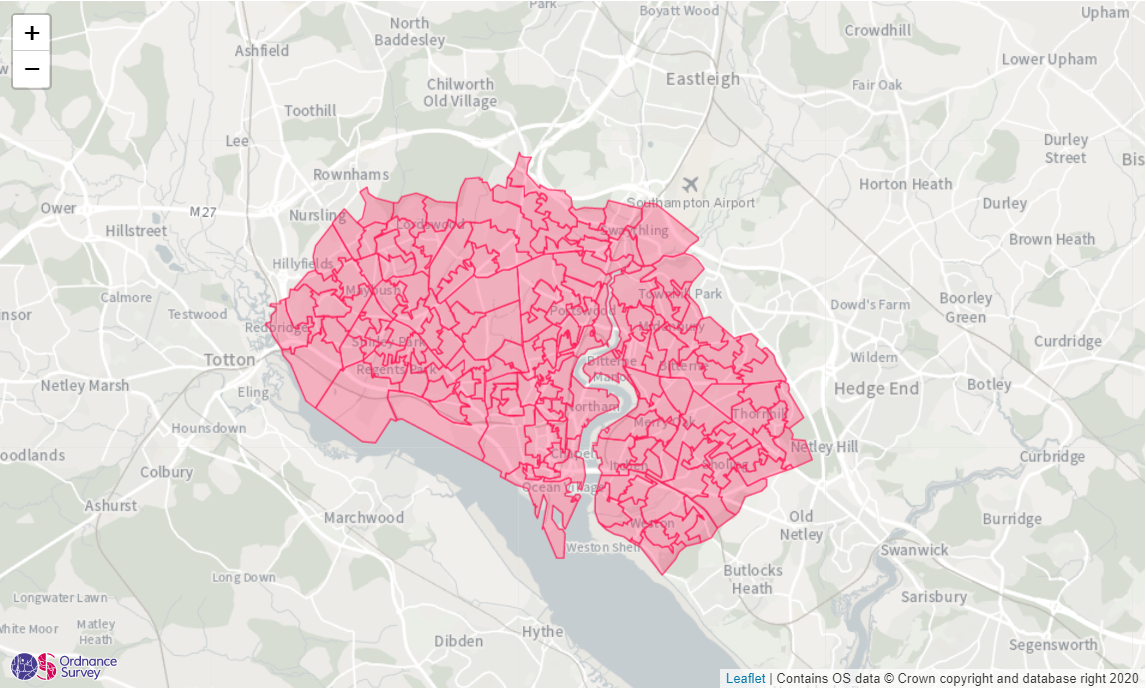 +
−
Park
Boyatt Wood
Upham
North
Baddesley
Crowdhill
Ashfield
Lower Upham
Eastleigh
Chilworth
Old Village
Fair Oak
Toothill
Lee
Durley
Street
Bis
Rownhams
Horton Heath
Southampton Airport
Ower
M27
Nursling
Durley
Lordswood
Swaythling
Hillstreet
Brown Heath
Hillyfields
Maybush
Townhill Park
Calmore
Boorley
Green
Dowd's Farm
nsor
Testwood
Portswood
Redbridge
Midanbury
Shirley Park
Curdridge
Totton
Bitterne
Manor
Bitterne
Wildern
Regents Park
Netley Marsh
Eling
Hedge End
Botley
Northam
Thornhill
Merry Oak
Hounsdown
Netley Hill
oodlands
Chapel
Itchen
Sholing
Curbridge
Colbury
Ocean Village
Ashurst
Marchwood
Weston
Old
Netley
Burridge
Weston Shelf
Swanwick
Butlocks
Heath
Long Down
Longwater Lawn
Sarisbury
White Moor
Matley
Heath
Hythe
Dibden
Segensworth
Ordnance
Survey
Leaflet | Contains OS data © Crown copyright and database right 2020